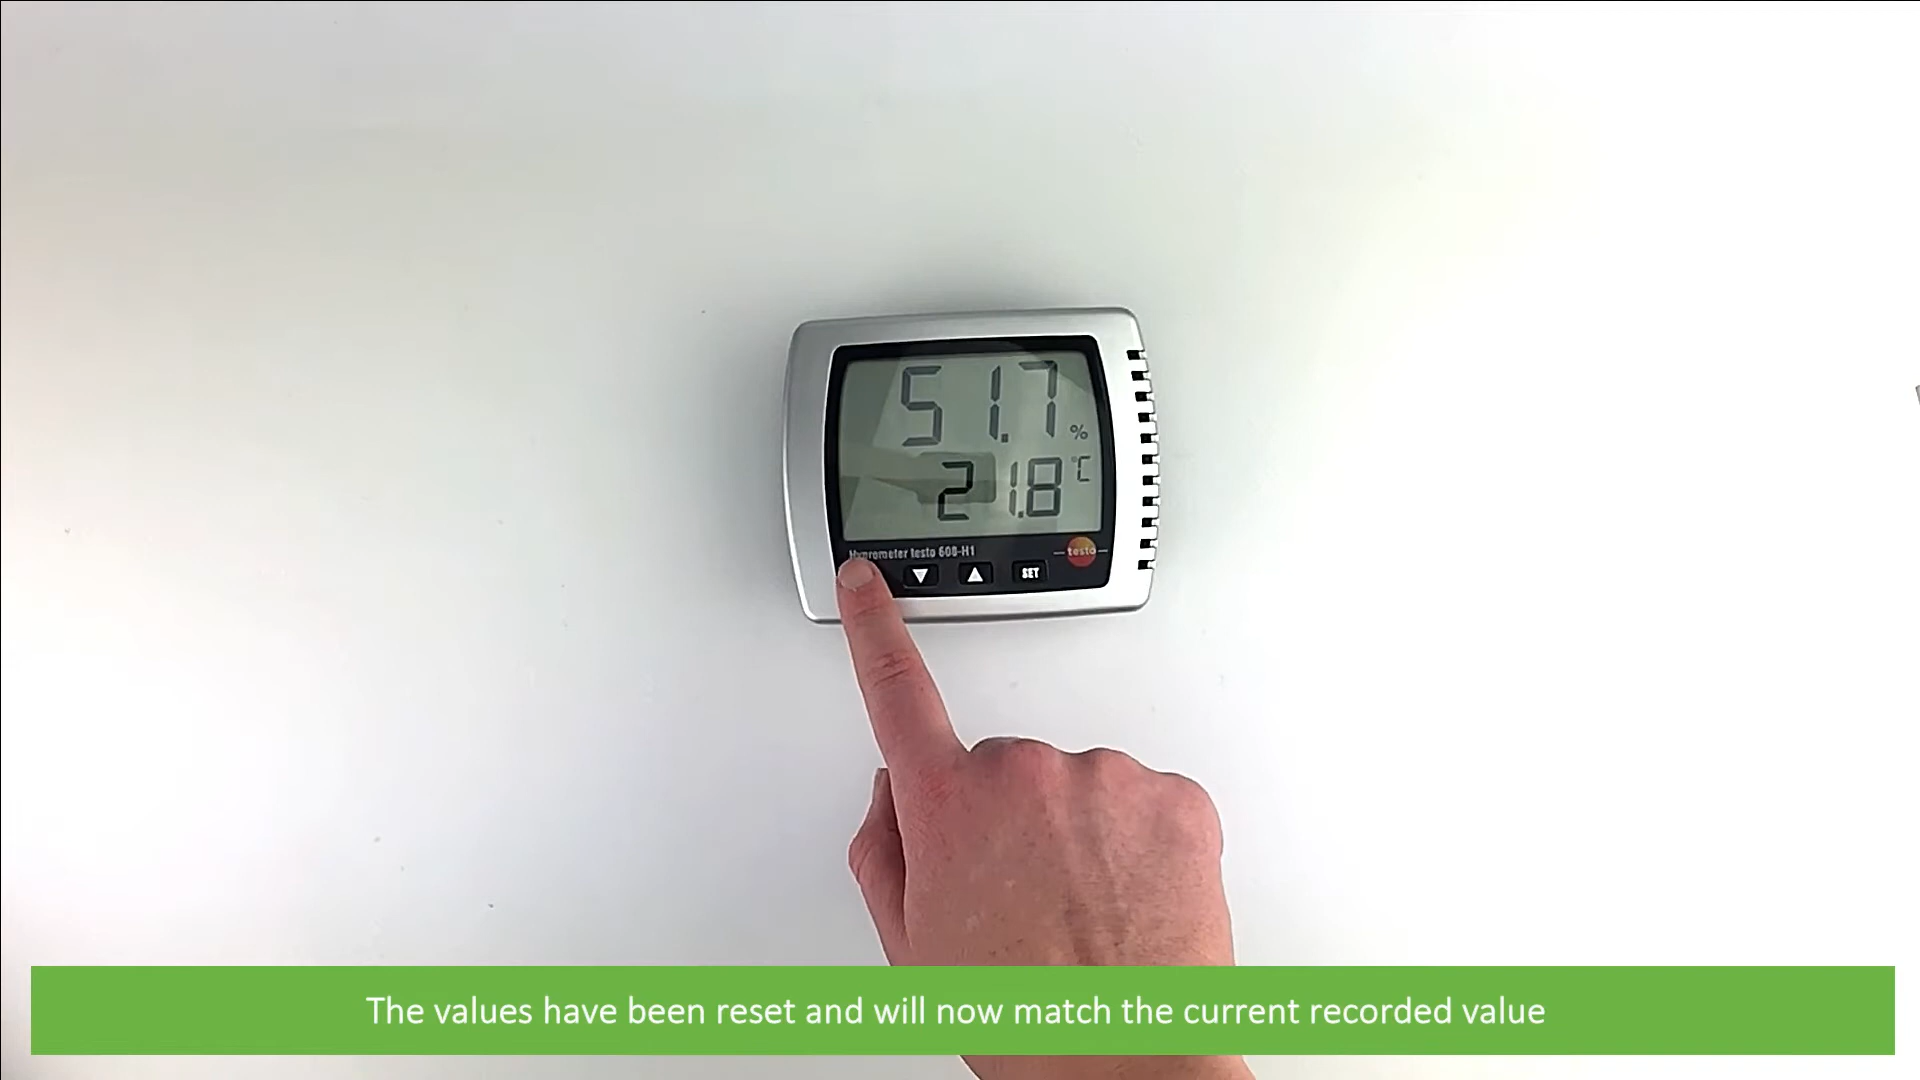 51.7 %
21.8 °C
Hygrometer testo 608-H1
testo
SET
The values have been reset and will now match the current recorded value